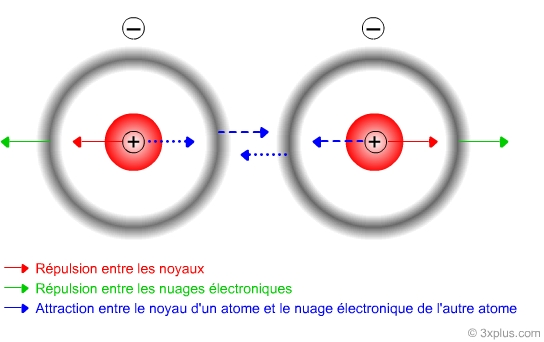 − −
+ +
Répulsion entre les noyaux
Répulsion entre les nuages électroniques
Attraction entre le noyau d'un atome et le nuage électronique de l'autre atome
© 3xplus.com